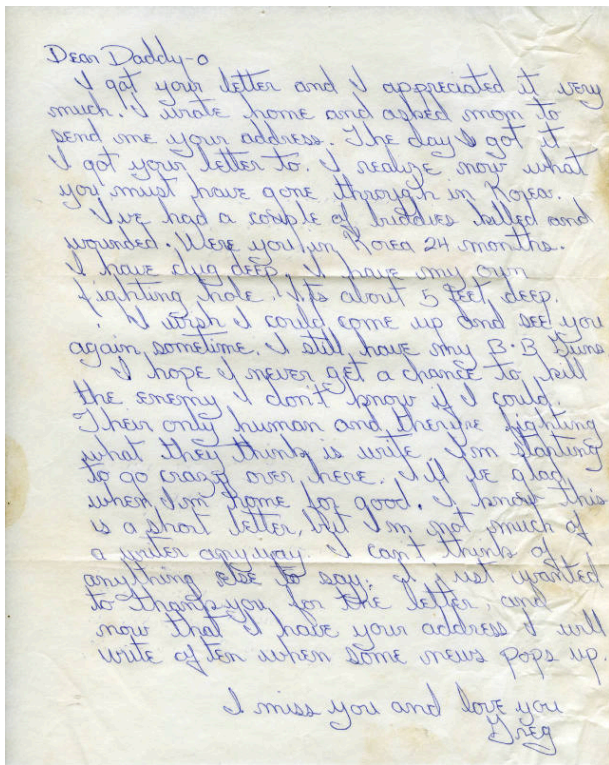 Dear Daddy-o
I got your letter and I appreciated it very
much. I wrote home and asked mom to
send me your address. The day I got it
I got your letter to. I realize now what
you must have gone through in Korea.
I've had a couple of buddies killed and
wounded. Were you in Korea 24 months.
I have dug deep. I have my own
fighting hole. It's about 5 feet deep.
I wish I could come up and see you
again sometime. I still have my B-B Guns
I hope I never get a chance to kill
the enemy I don't know if I could.
Their only human and they're fighting
what they think is write. I'm starting
to go crazy over here. I'll be glad
when I'm home for good. I know this
is a short letter, but I'm not much of
a writer anyway. I can't think of
anything else to say, I just wanted
to thank you for the letter, and
now that I have your address I will
write often when some news pops up.
I miss you and love you
Greg